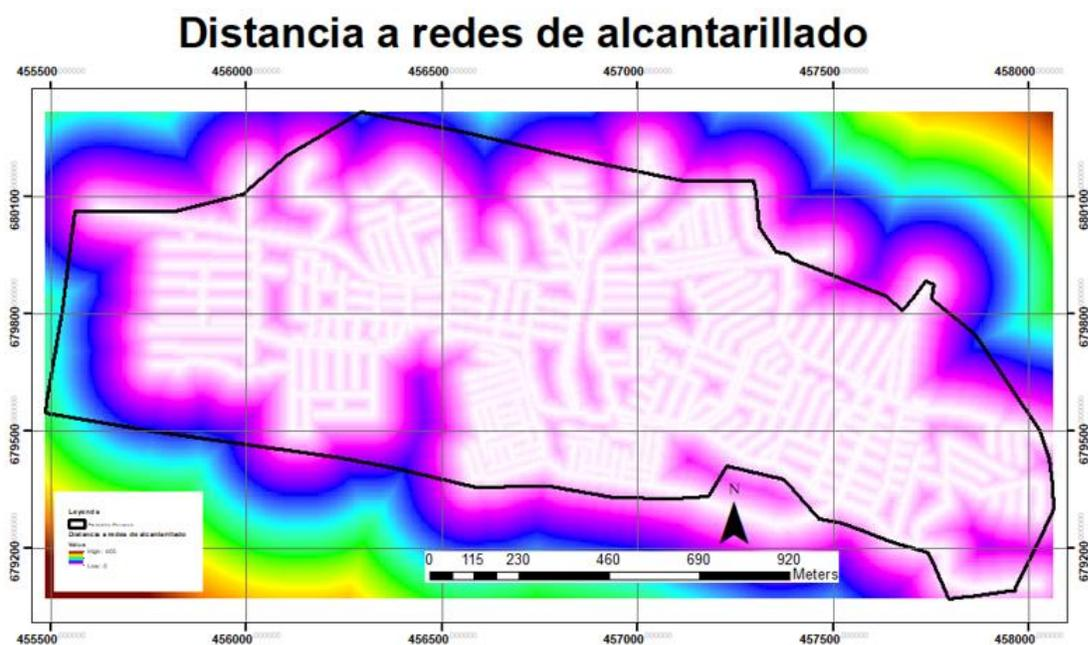 Distancia a redes de alcantarillado
455500 456000 456500 457000 457500 458000
680100 680100
679800 679800
679500 679500
679200 679200
N
0 115 230 460 690 920
Meters
Leyenda
Distancia a redes de alcantarillado
Value
High
Low : 0
455500 456000 456500 457000 457500 458000